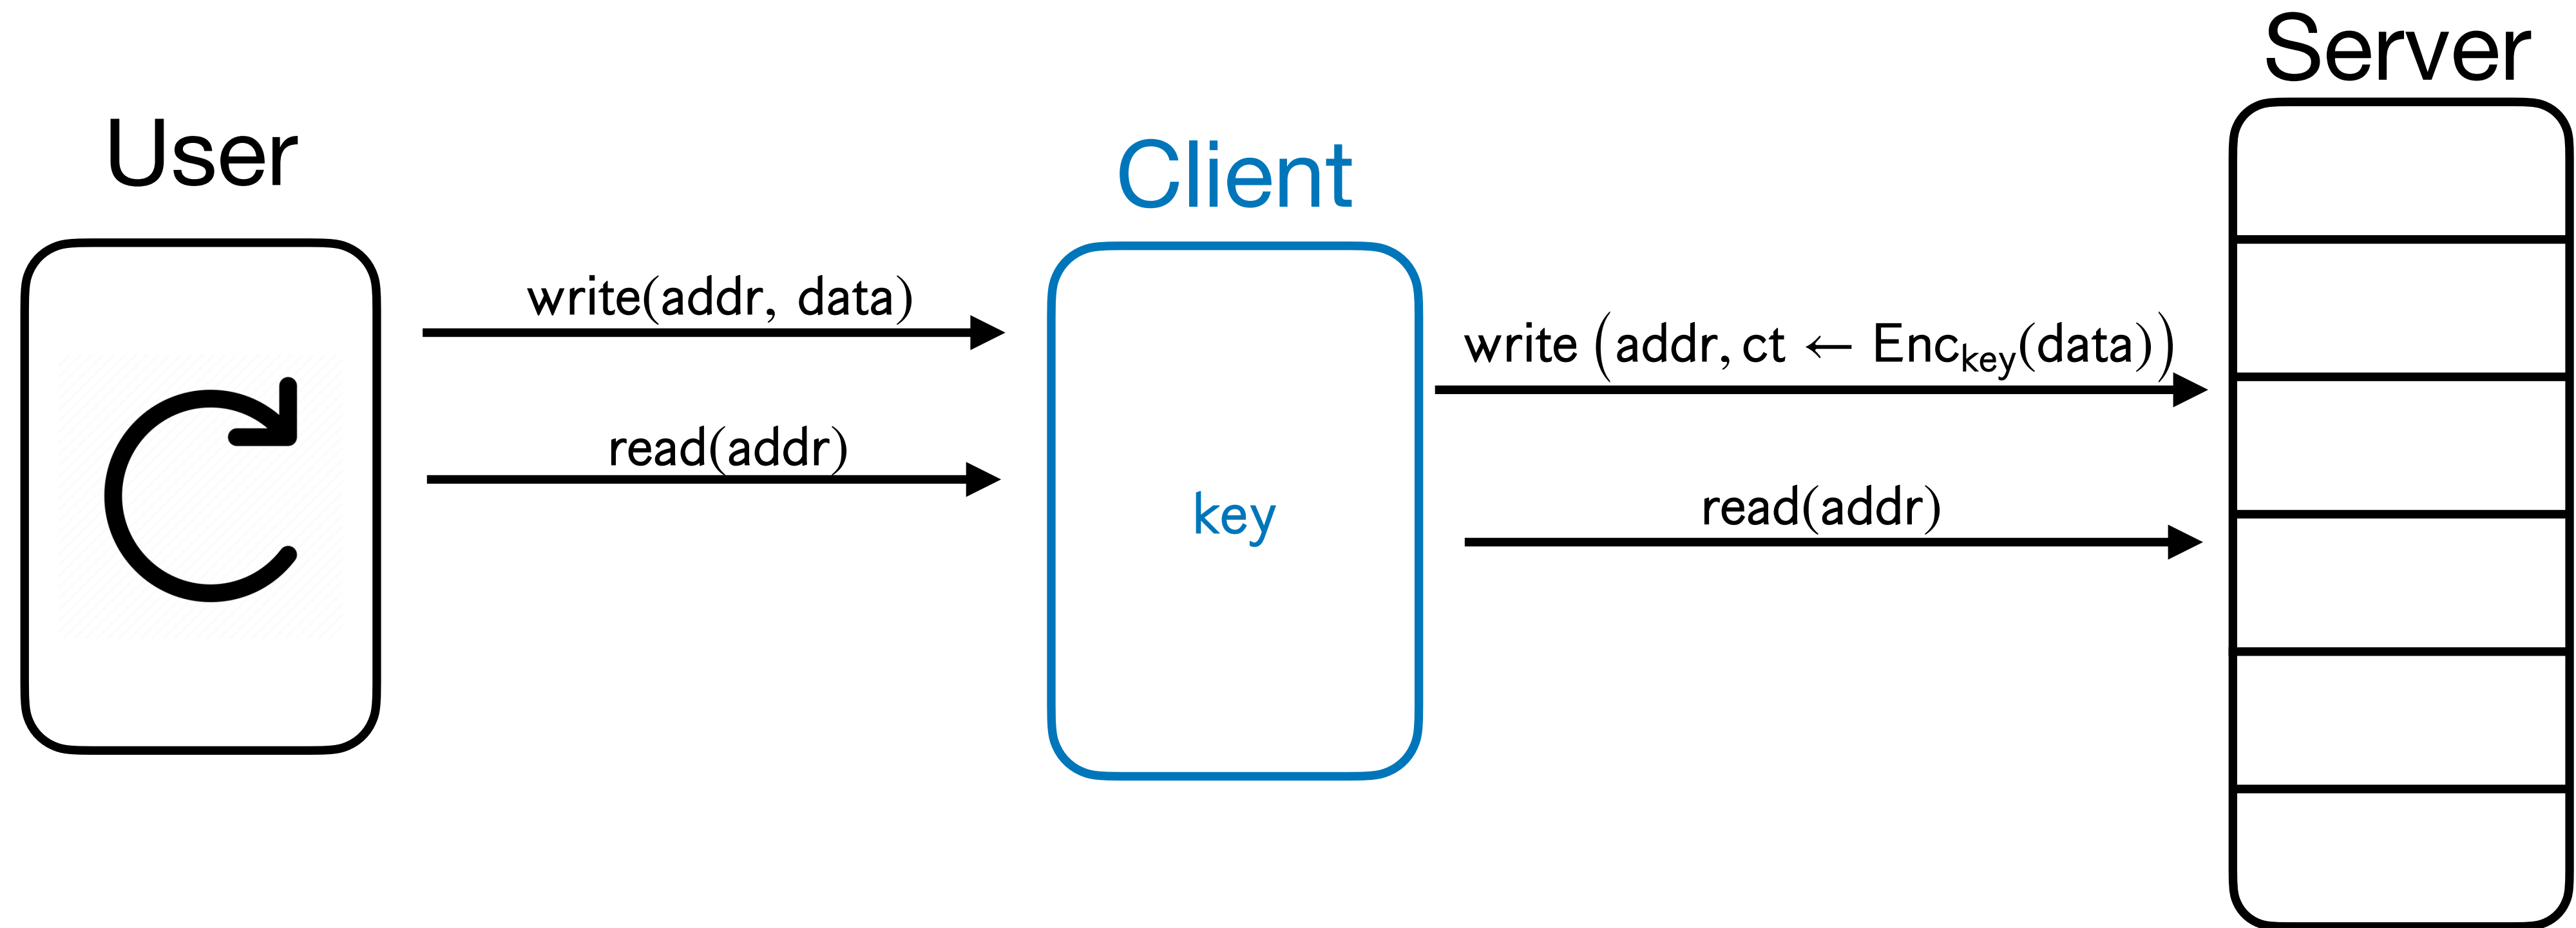 User
Client
Server
write(addr, data)
read(addr)
key
write (addr, ct ← Enc_key(data))
read(addr)